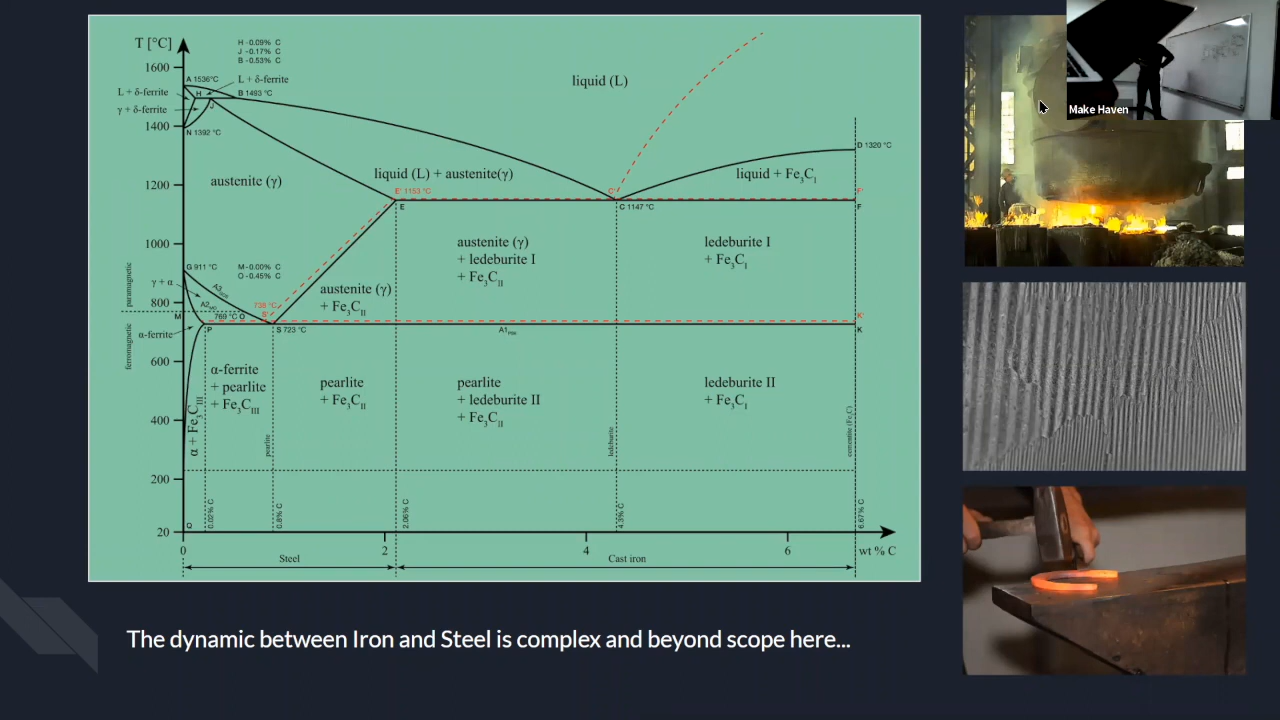 T [°C]
H -0.09% C
J -0.17% C
B -0.53% C
1600
A 1536°C
L + δ-ferrite
liquid (L)
L + δ-ferrite
H
B 1493 °C
γ + δ-ferrite
J
1400
N 1392 °C
D 1320 °C
austenite (γ)
liquid (L) + austenite(γ)
liquid + Fe3CI
1200
E' 1153 °C
C'
F'
E
C 1147 °C
F
1000
austenite (γ)
+ ledeburite I
+ Fe3CII
ledeburite I
+ Fe3CI
G 911 °C
M -0.00% C
O -0.45% C
paramagnetic
γ + α
A3
austenite (γ)
+ Fe3CII
800
A2
738 °C
S'
K'
M
769 °C O
α-ferrite
P
S 723 °C
A1
K
ferromagnetic
600
α-ferrite
+ pearlite
+ Fe3CIII
pearlite
+ Fe3CII
pearlite
+ ledeburite II
+ Fe3CII
ledeburite II
+ Fe3CI
400
α + Fe3CIII
pearlite
ledeburite
cementite (Fe3C)
200
Q
0.02% C
0.8% C
2.06% C
4.3% C
6.67% C
20
0
2
4
6
wt % C
Steel
Cast iron
The dynamic between Iron and Steel is complex and beyond scope here...
Make Haven